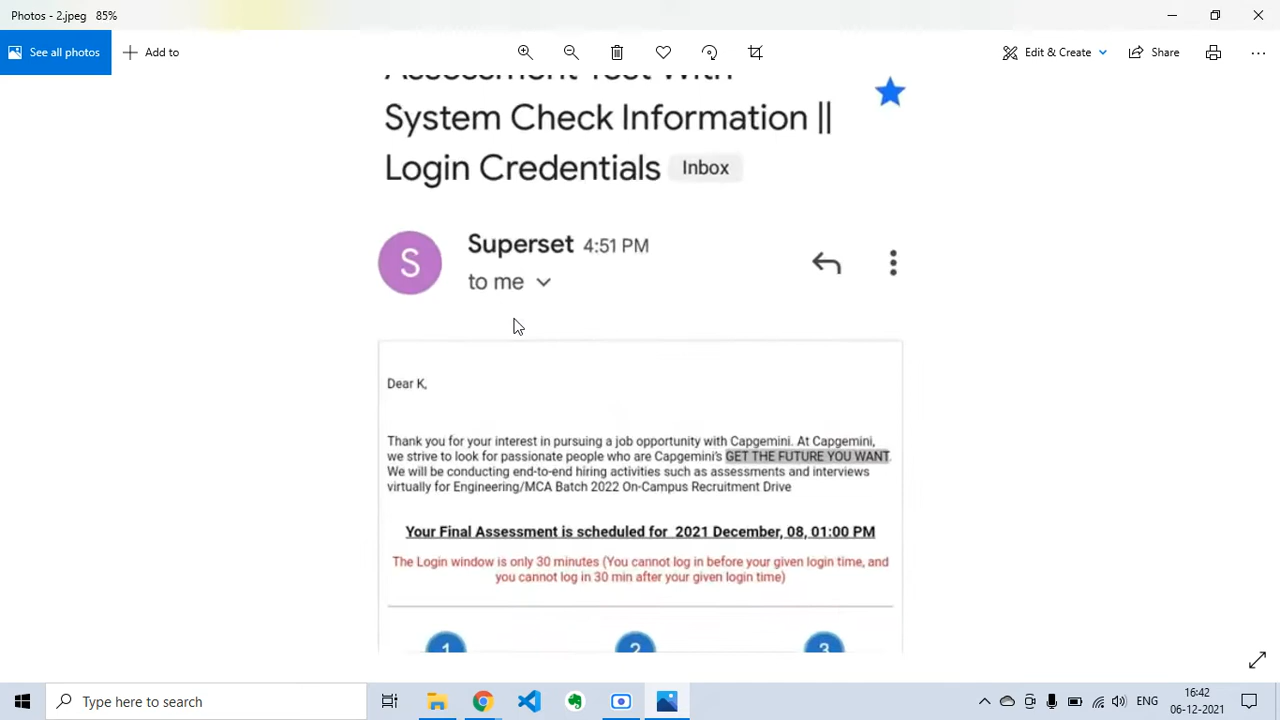 Photos - 2.jpeg 85%
See all photos
Add to
Edit & Create
Share
Assessment Test With
System Check Information ||
Login Credentials Inbox
S
Superset 4:51 PM
to me
Dear K,
Thank you for your interest in pursuing a job opportunity with Capgemini. At Capgemini,
we strive to look for passionate people who are Capgemini's GET THE FUTURE YOU WANT.
We will be conducting end-to-end hiring activities such as assessments and interviews
virtually for Engineering/MCA Batch 2022 On-Campus Recruitment Drive
Your Final Assessment is scheduled for 2021 December, 08, 01:00 PM
The Login window is only 30 minutes (You cannot log in before your given login time, and
you cannot log in 30 min after your given login time)
1 2 3
Type here to search
ENG
16:42
06-12-2021